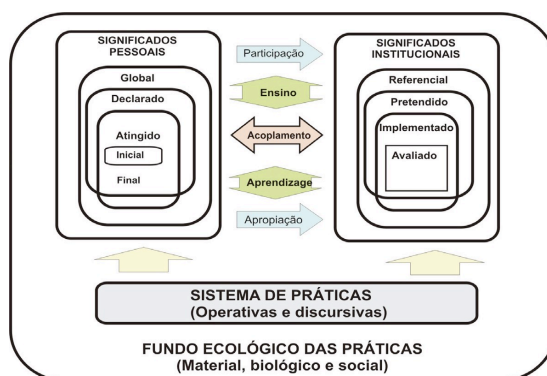 SIGNIFICADOS
PESSOAIS
Global
Declarado
Atingido
Inicial
Final
Participação
Ensino
Acoplamento
Aprendizage
Apropiação
SIGNIFICADOS
INSTITUCIONAIS
Referencial
Pretendido
Implementado
Avaliado
SISTEMA DE PRÁTICAS
(Operativas e discursivas)
FUNDO ECOLÓGICO DAS PRÁTICAS
(Material, biológico e social)